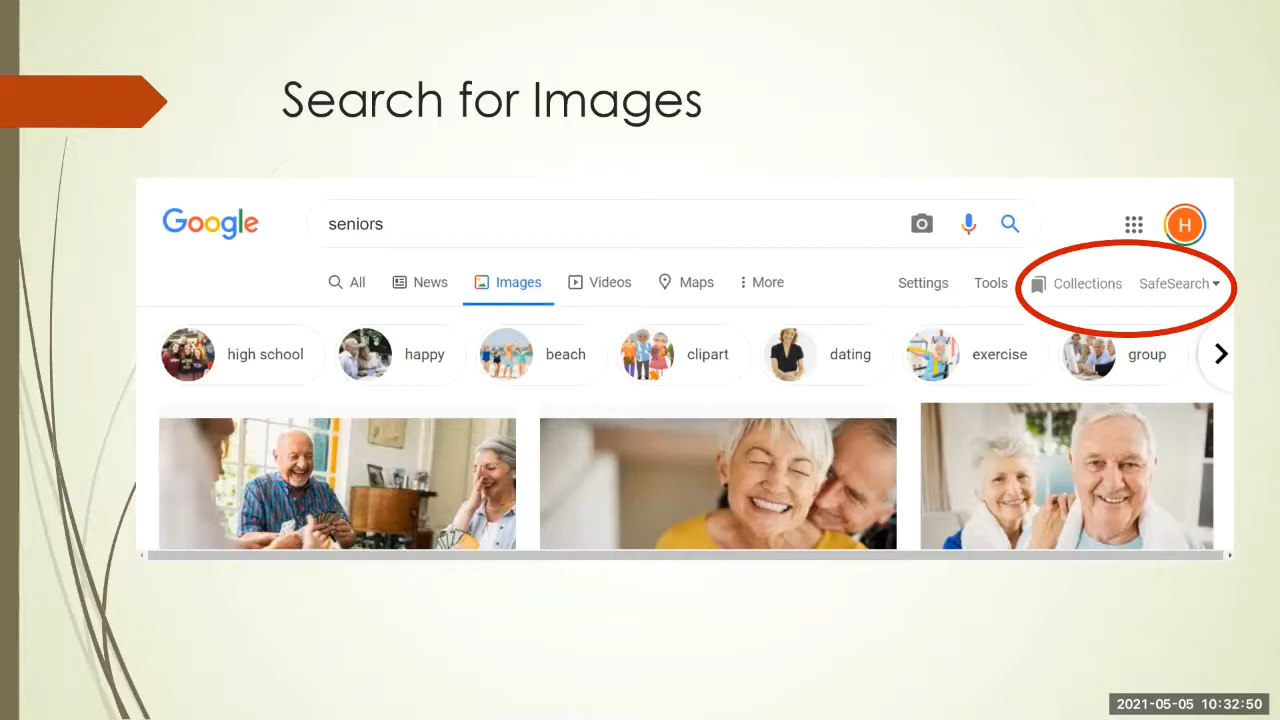 Search for Images
Google
seniors
H
All News Images Videos Maps More Settings Tools Collections SafeSearch
high school happy beach clipart dating exercise group
2021-05-05 10:32:50